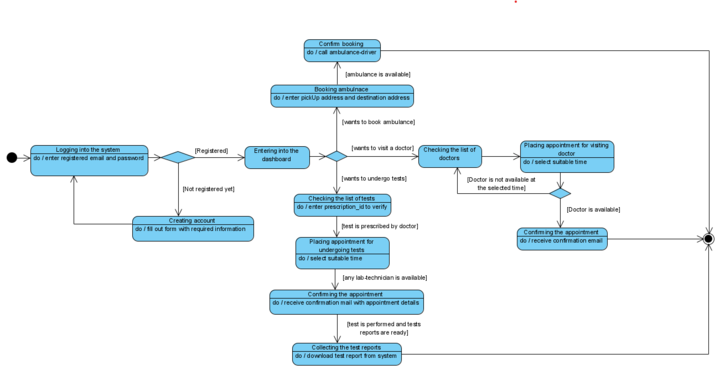 Confirm booking
do / call ambulance-driver
[ambulance is available]
Booking ambulnace
do / enter pickUp address and destination address
[wants to book ambulance]
Logging into the system
do / enter registered email and password
[Registered]
Entering into the
dashboard
[wants to visit a doctor]
Checking the list of
doctors
Placing appointment for visiting
doctor
do / select suitable time
[Not registered yet]
[wants to undergo tests]
[Doctor is not available at
the selected time]
Checking the list of tests
do / enter prescription_id to verify
[Doctor is available]
Creating account
do / fill out form with required information
[test is prescribed by doctor]
Confirming the appointment
do / receive confirmation email
Placing appointment for
undergoing tests
do / select suitable time
[any lab-technician is available]
Confirming the appointment
do / receive confirmation mail with appointment details
[test is performed and tests
reports are ready]
Collecting the test reports
do / download test report from system